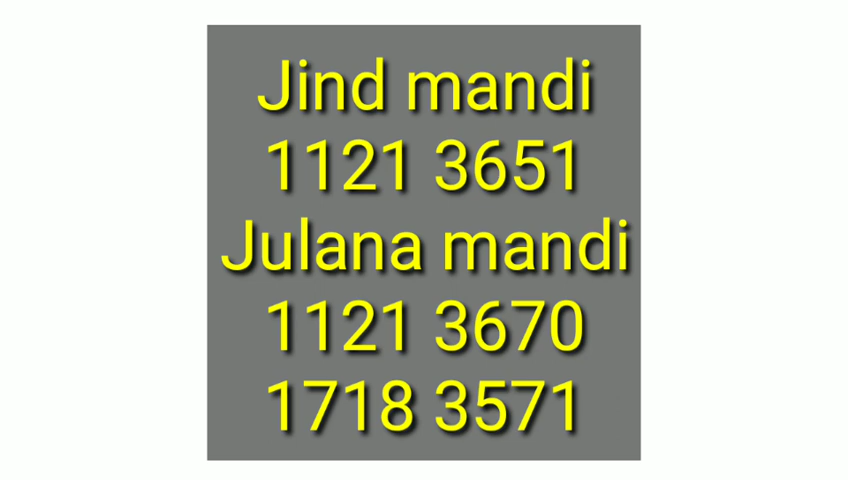 Jind mandi
1121 3651
Julana mandi
1121 3670
1718 3571